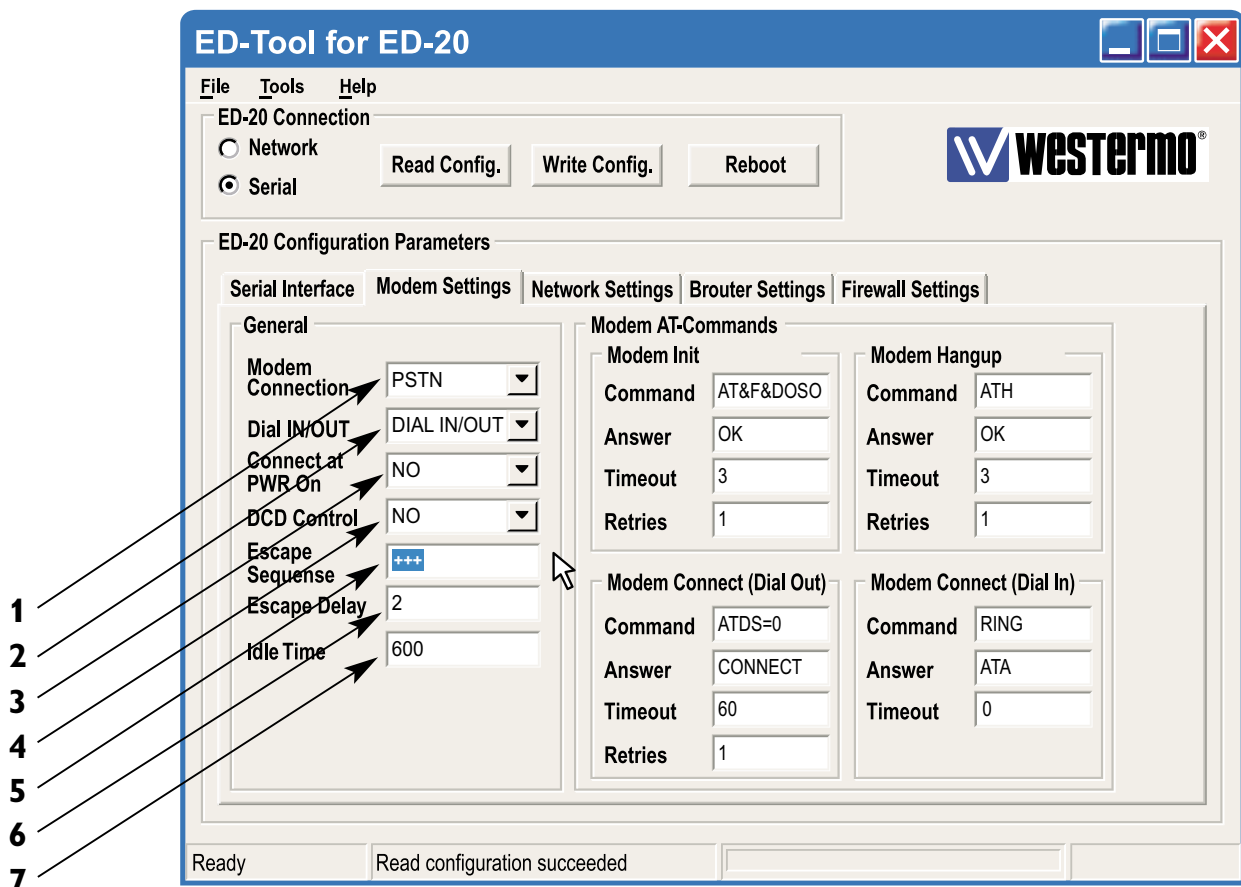 ED-Tool for ED-20
File Tools Help
ED-20 Connection
Network
Serial
Read Config.
Write Config.
Reboot
WESTERMO®
ED-20 Configuration Parameters
Serial Interface
Modem Settings
Network Settings
Brouter Settings
Firewall Settings
General
Modem
Connection
PSTN
Dial IN/OUT
DIAL IN/OUT
Connect at
PWR On
NO
DCD Control
NO
Escape
Sequense
+++
Escape Delay
2
Idle Time
600
Modem AT-Commands
Modem Init
Command AT&F&DOSO
Answer OK
Timeout 3
Retries 1
Modem Hangup
Command ATH
Answer OK
Timeout 3
Retries 1
Modem Connect (Dial Out)
Command ATDS=0
Answer CONNECT
Timeout 60
Retries 1
Modem Connect (Dial In)
Command RING
Answer ATA
Timeout 0
1
2
3
4
5
6
7
Ready
Read configuration succeeded